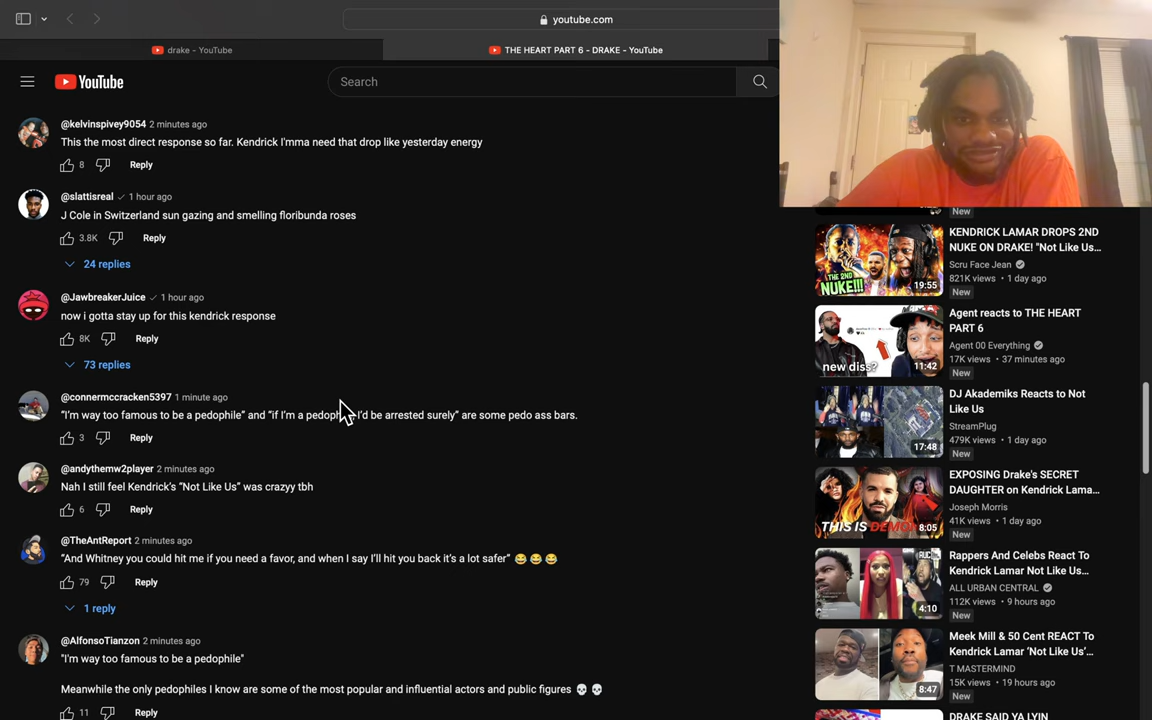 youtube.com
drake - YouTube
THE HEART PART 6 - DRAKE - YouTube
YouTube
Search
@kelvinspivey9054 2 minutes ago
This the most direct response so far. Kendrick I'mma need that drop like yesterday energy
8 Reply
@slattisreal 1 hour ago
J Cole in Switzerland sun gazing and smelling floribunda roses
3.8K Reply
24 replies
@JawbreakerJuice 1 hour ago
now i gotta stay up for this kendrick response
8K Reply
73 replies
@connermccracken5397 1 minute ago
“I’m way too famous to be a pedophile” and “if I’m a I’d be arrested surely” are some pedo ass bars.
3 Reply
@andythemw2player 2 minutes ago
Nah I still feel Kendrick's “Not Like Us” was crazyy tbh
6 Reply
@TheAntReport 2 minutes ago
“And Whitney you could hit me if you need a favor, and when I say I’ll hit you back it’s a lot safer” 😂😂😂
79 Reply
1 reply
@AlfonsoTianzon 2 minutes ago
"I'm way too famous to be a pedophile"
Meanwhile the only pedophiles I know are some of the most popular and influential actors and public figures 💀💀
11 Reply
New
KENDRICK LAMAR DROPS 2ND
NUKE ON DRAKE! "Not Like Us...
Scru Face Jean
821K views • 1 day ago
New
THE 2ND
NUKE!!!
19:55
Agent reacts to THE HEART
PART 6
Agent 00 Everything
17K views • 37 minutes ago
New
new diss?
11:42
DJ Akademiks Reacts to Not
Like Us
StreamPlug
479K views • 1 day ago
New
17:48
EXPOSING Drake's SECRET
DAUGHTER on Kendrick Lama...
Joseph Morris
41K views • 1 day ago
New
THIS IS
8:05
Rappers And Celebs React To
Kendrick Lamar Not Like Us...
ALL URBAN CENTRAL
112K views • 9 hours ago
New
4:10
Meek Mill & 50 Cent REACT To
Kendrick Lamar ‘Not Like Us’...
T MASTERMIND
15K views • 19 hours ago
New
8:47
DRAKE SAID YA LYIN